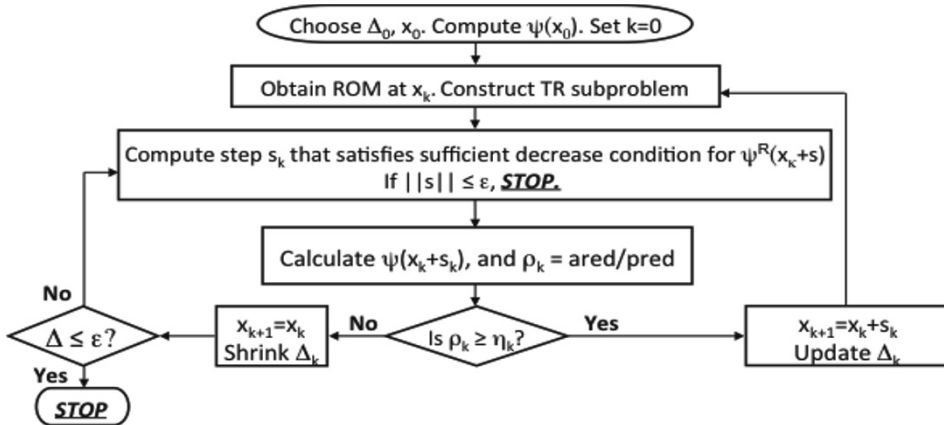 Choose Δ₀, x₀. Compute ψ(x₀). Set k=0
Obtain ROM at xₖ. Construct TR subproblem
Compute step sₖ that satisfies sufficient decrease condition for ψᴿ(xₖ+s)
If ||s|| ≤ ε, STOP.
Calculate ψ(xₖ+sₖ), and ρₖ = ared/pred
No
No
Yes
Δ ≤ ε?
xₖ₊₁=xₖ
Shrink Δₖ
Is ρₖ ≥ ηₖ?
xₖ₊₁=xₖ+sₖ
Update Δₖ
Yes
STOP